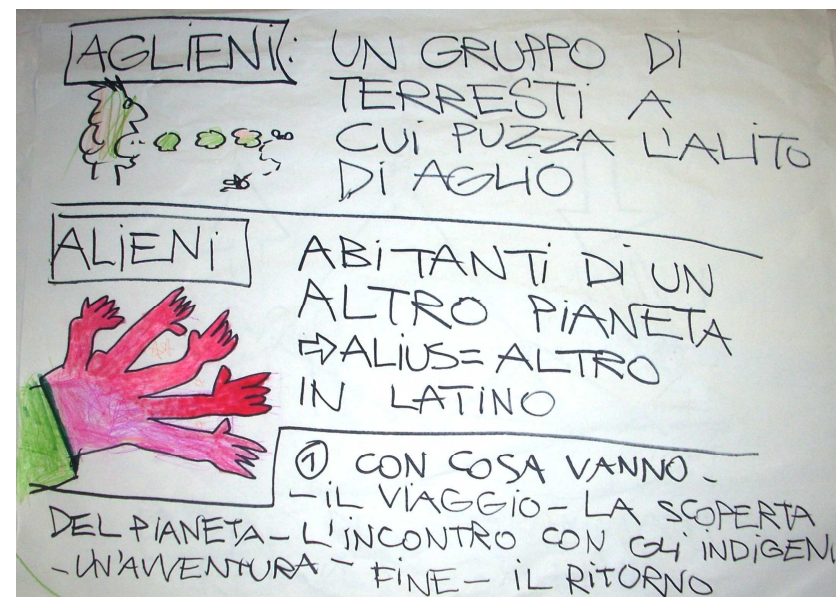 AGLIENI: UN GRUPPO DI
TERRESTI A
CUI PUZZA L'ALITO
DI AGLIO
ALIENI
ABITANTI DI UN
ALTRO PIANETA
⇨ALIUS= ALTRO
IN LATINO
① CON COSA VANNO -
- IL VIAGGIO - LA SCOPERTA
DEL PIANETA - L'INCONTRO CON GLI INDIGENI
- UN'AVVENTURA - FINE - IL RITORNO